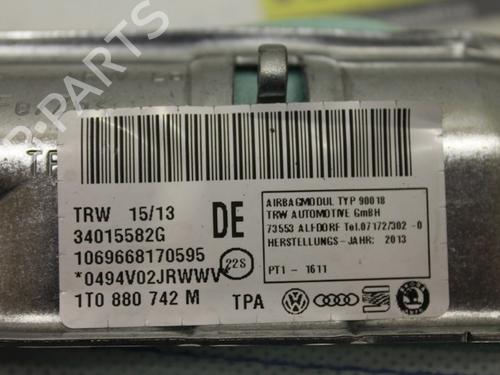 TRW 15/13
34015582G
1069668170595
*0494V02JRWWV*
1T0 880 742 M
DE
22S
TPA
AIRBAGMODUL TYP 90018
TRW AUTOMOTIVE GmbH
73553 ALFDORF Tel.07172/302-0
HERSTELLUNGS-JAHR: 2013
PT1 - 1611